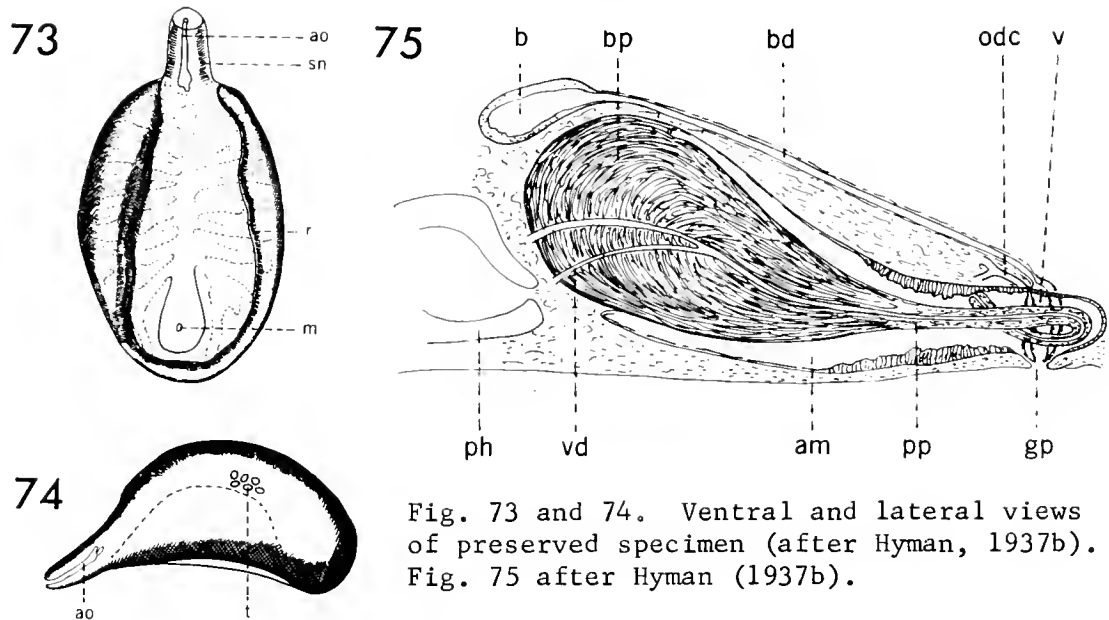 73
ao
sn
r
m
74
ao t
75
b bp bd odc v
ph vd am pp gp
Fig. 73 and 74. Ventral and lateral views
of preserved specimen (after Hyman, 1937b).
Fig. 75 after Hyman (1937b).